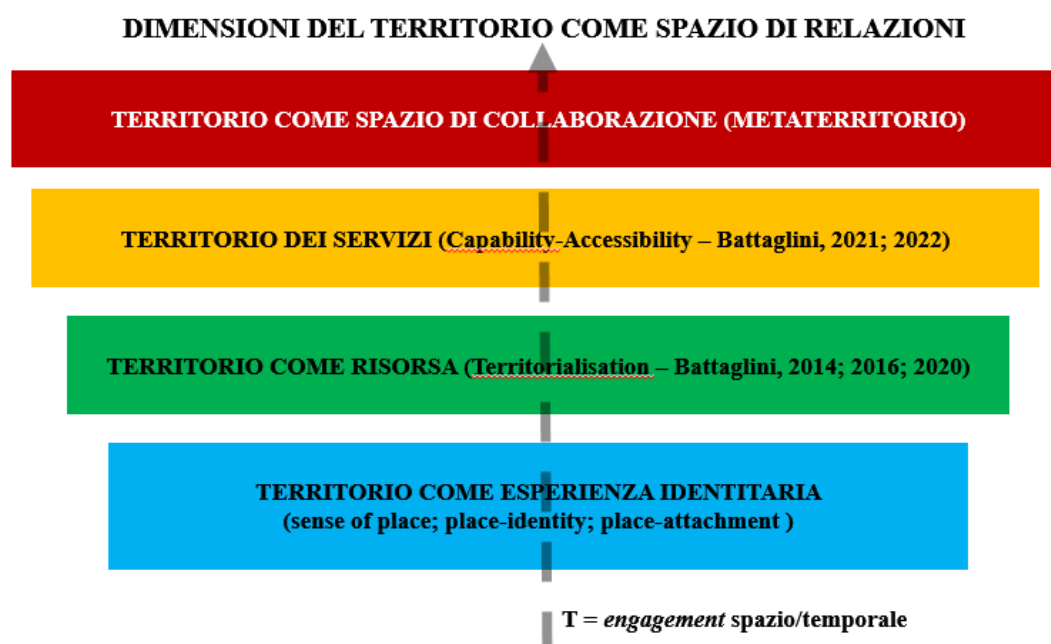 DIMENSIONI DEL TERRITORIO COME SPAZIO DI RELAZIONI
TERRITORIO COME SPAZIO DI COLLABORAZIONE (METATERRITORIO)
TERRITORIO DEI SERVIZI (Capability-Accessibility – Battaglini, 2021; 2022)
TERRITORIO COME RISORSA (Territorialisation – Battaglini, 2014; 2016; 2020)
TERRITORIO COME ESPERIENZA IDENTITARIA
(sense of place; place-identity; place-attachment )
T = engagement spazio/temporale